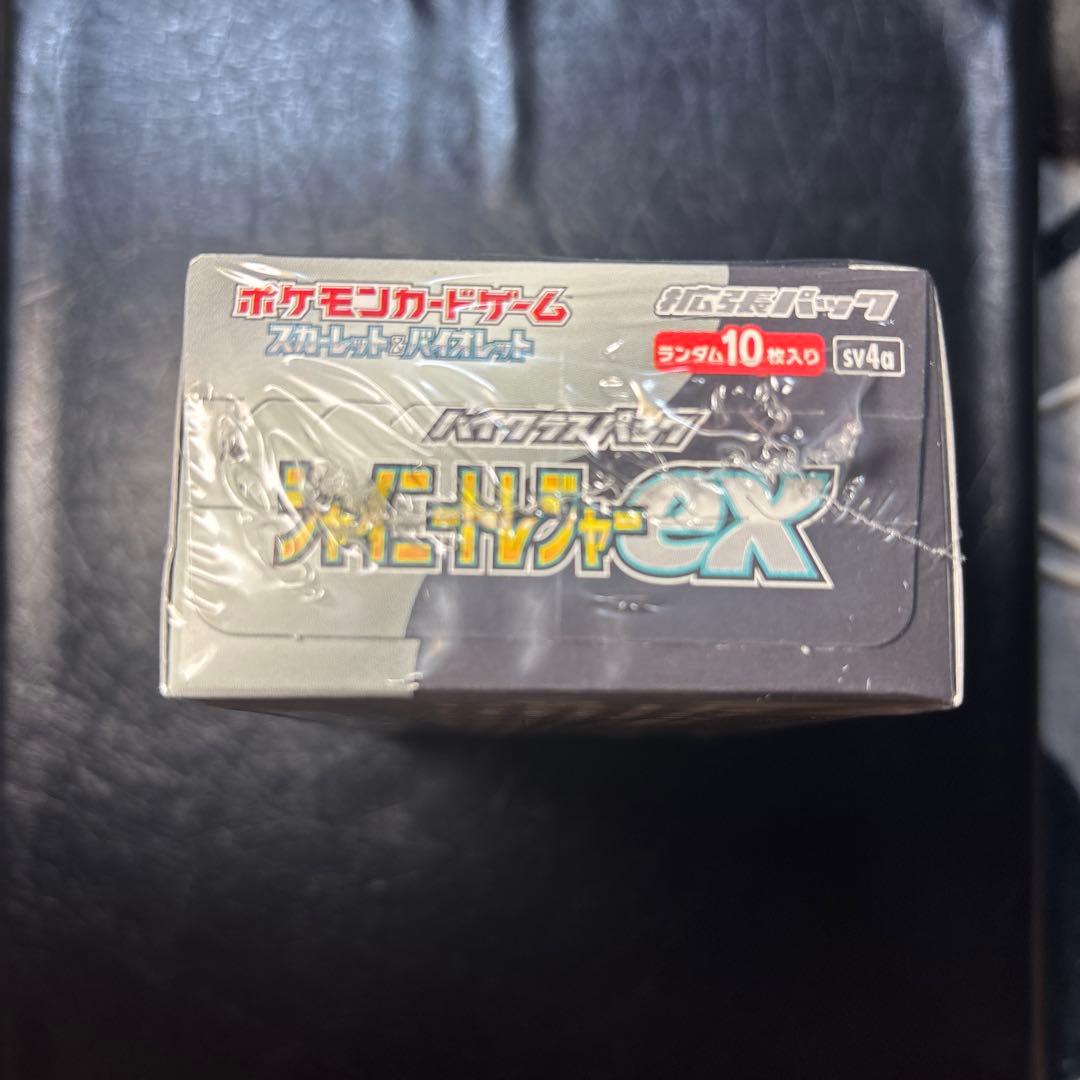 ポケモンカードゲーム
スカーレット&バイオレット
拡張パック
ランダム10枚入り
sv4a
ハイクラスパック
シャイニートレジャーex